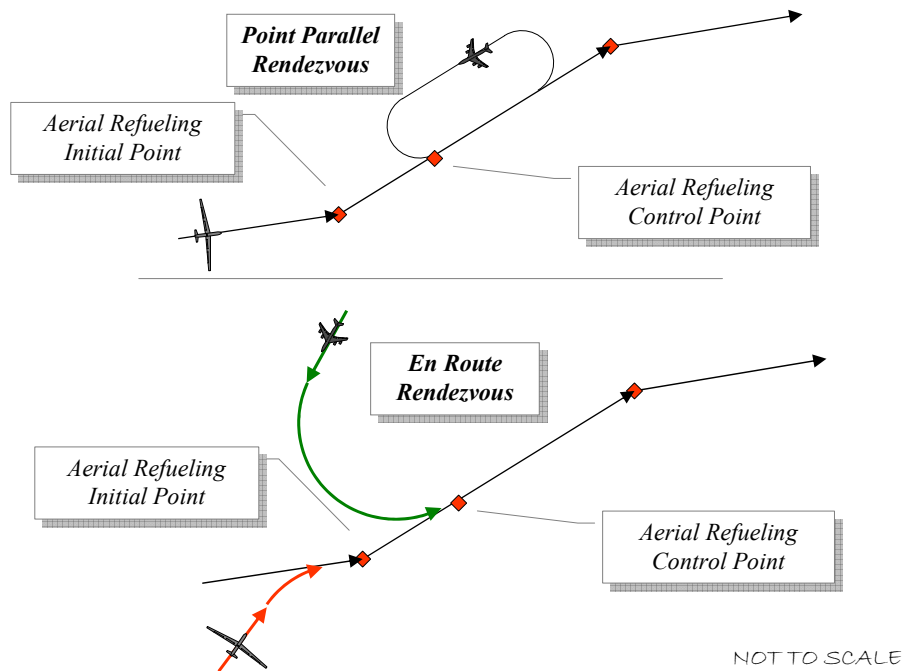 Point Parallel
Rendezvous
Aerial Refueling
Initial Point
Aerial Refueling
Control Point
En Route
Rendezvous
Aerial Refueling
Initial Point
Aerial Refueling
Control Point
NOT TO SCALE